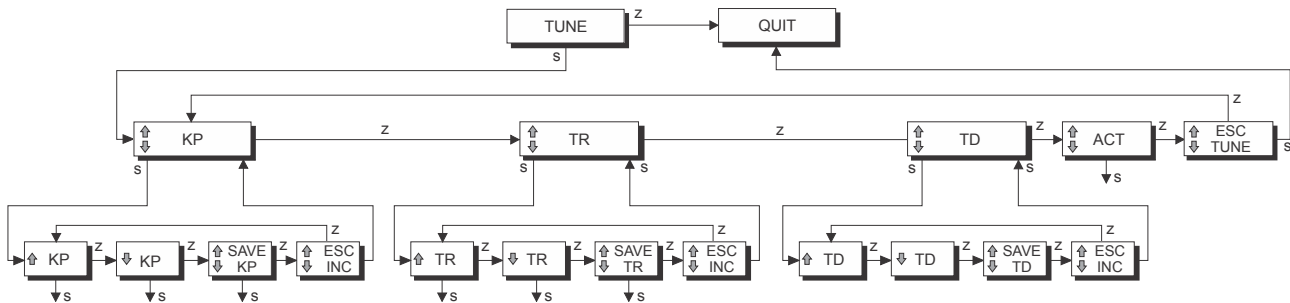 TUNE z QUIT
s
z
KP z TR z TD z ACT z ESC TUNE
s s s s s s s
z z z
KP z KP z SAVE KP z ESC INC TR z TR z SAVE TR z ESC INC TD z TD z SAVE TD z ESC INC
s s s s s s